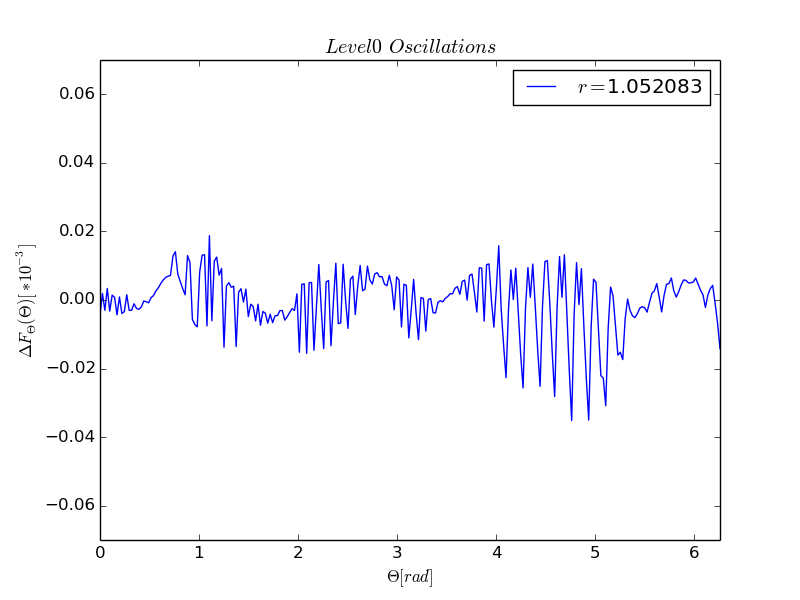 Level0 Oscillations
r=1.052083
0.06
0.04
0.02
0.00
−0.02
−0.04
−0.06
ΔF_Θ(Θ)[∗10^{-3}]
0 1 2 3 4 5 6
Θ[rad]